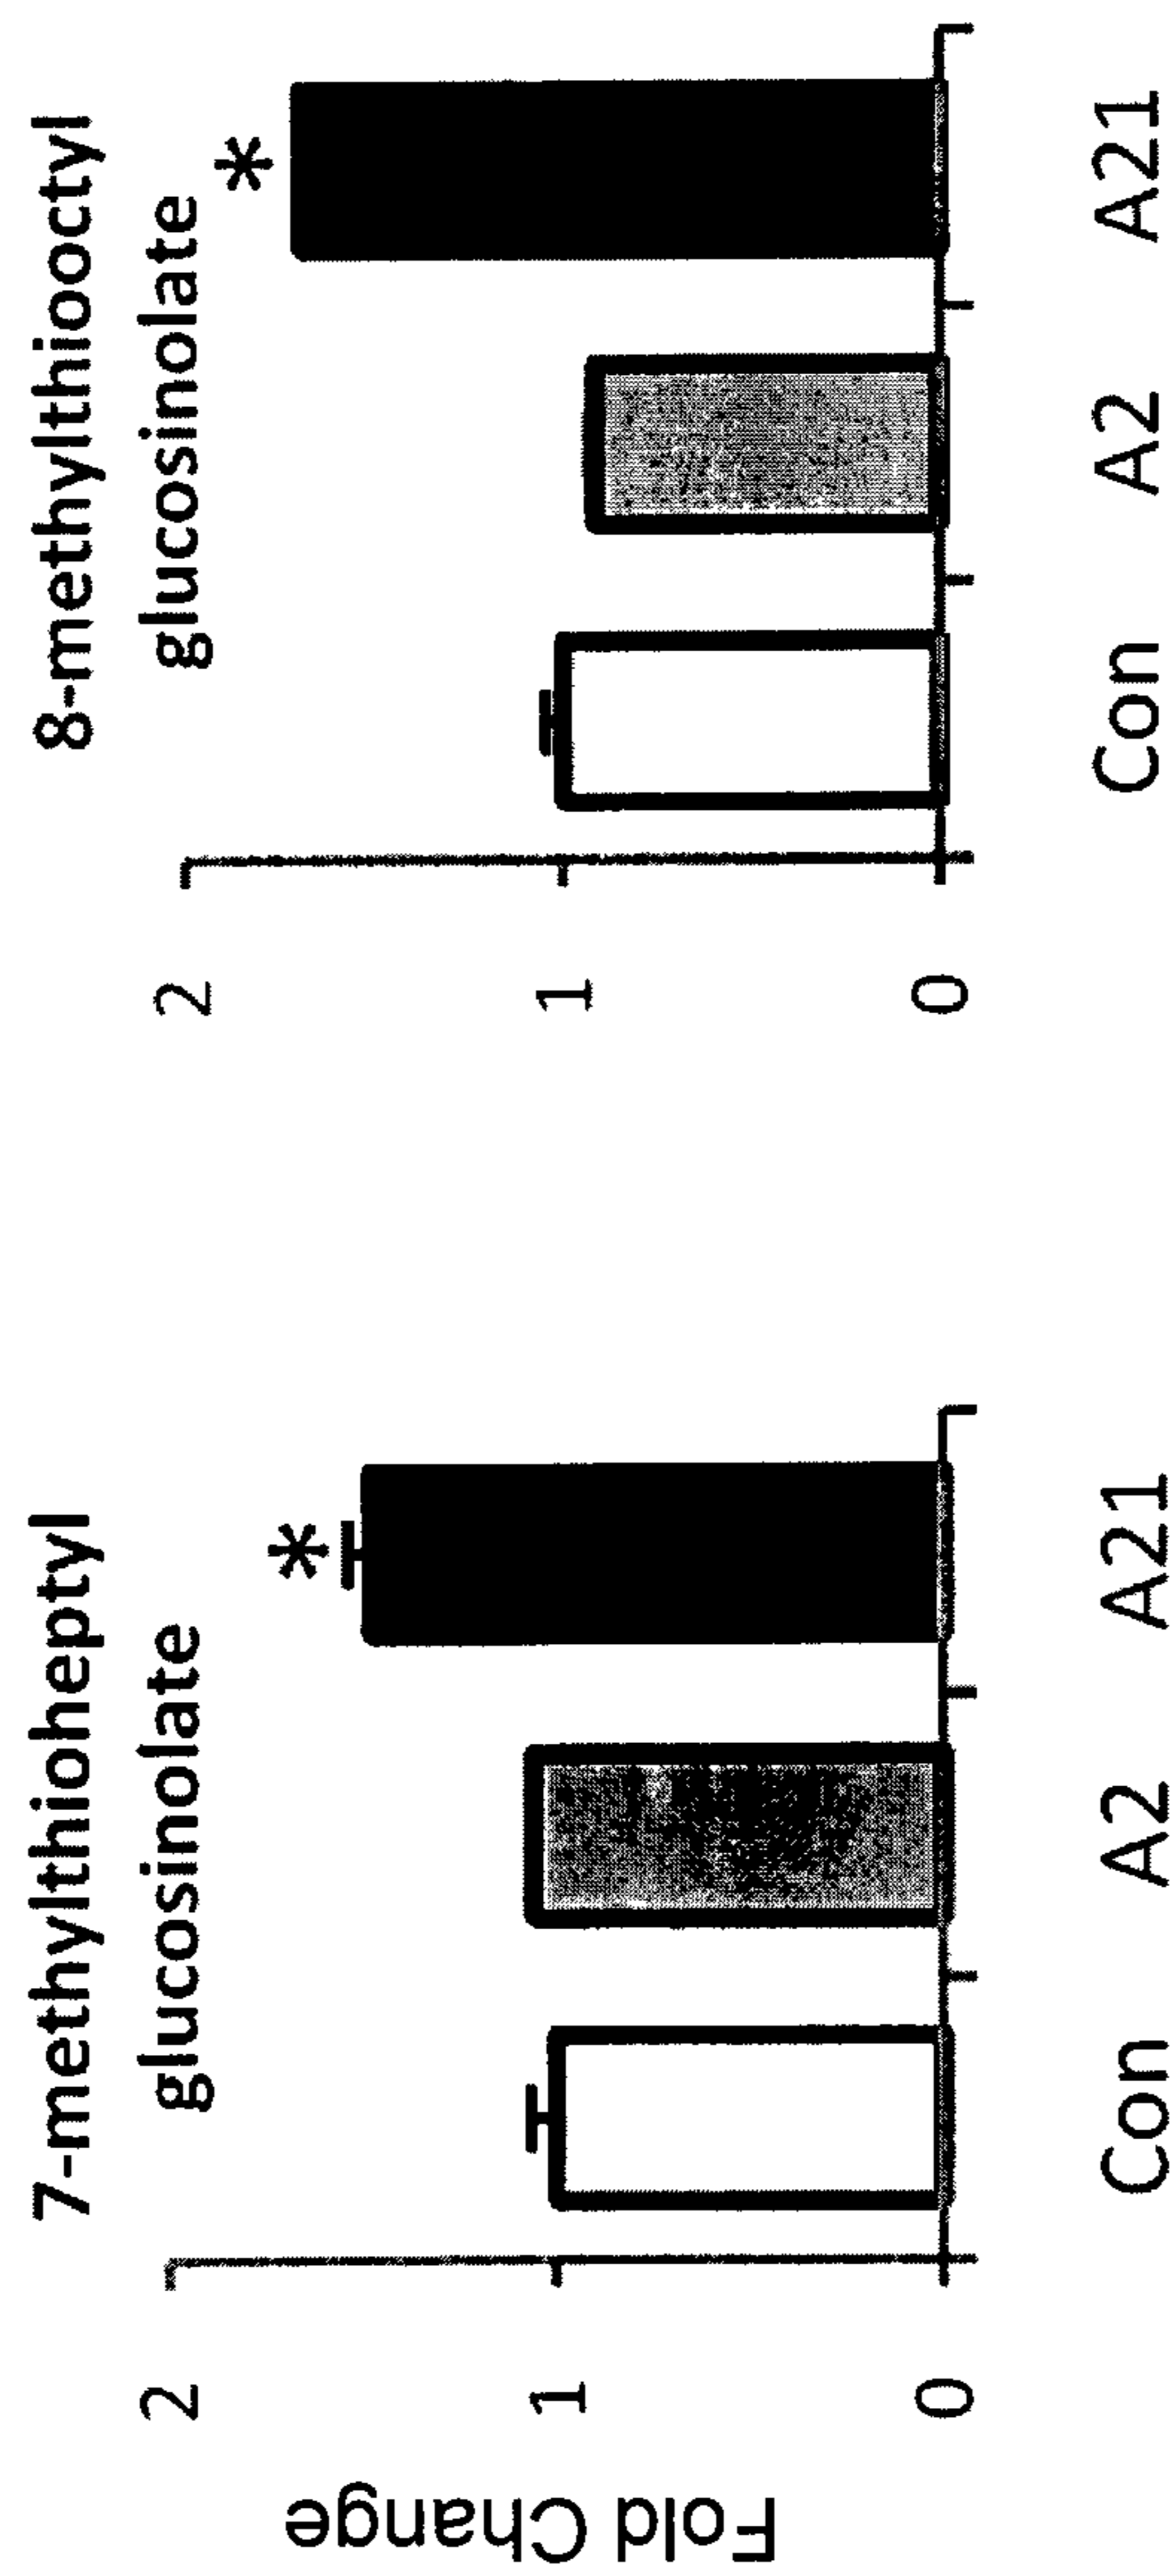 7-methylthioheptyl
glucosinolate
*
2
1
0
Fold Change
Con A2 A21
8-methylthiooctyl
glucosinolate
*
2
1
0
Con A2 A21